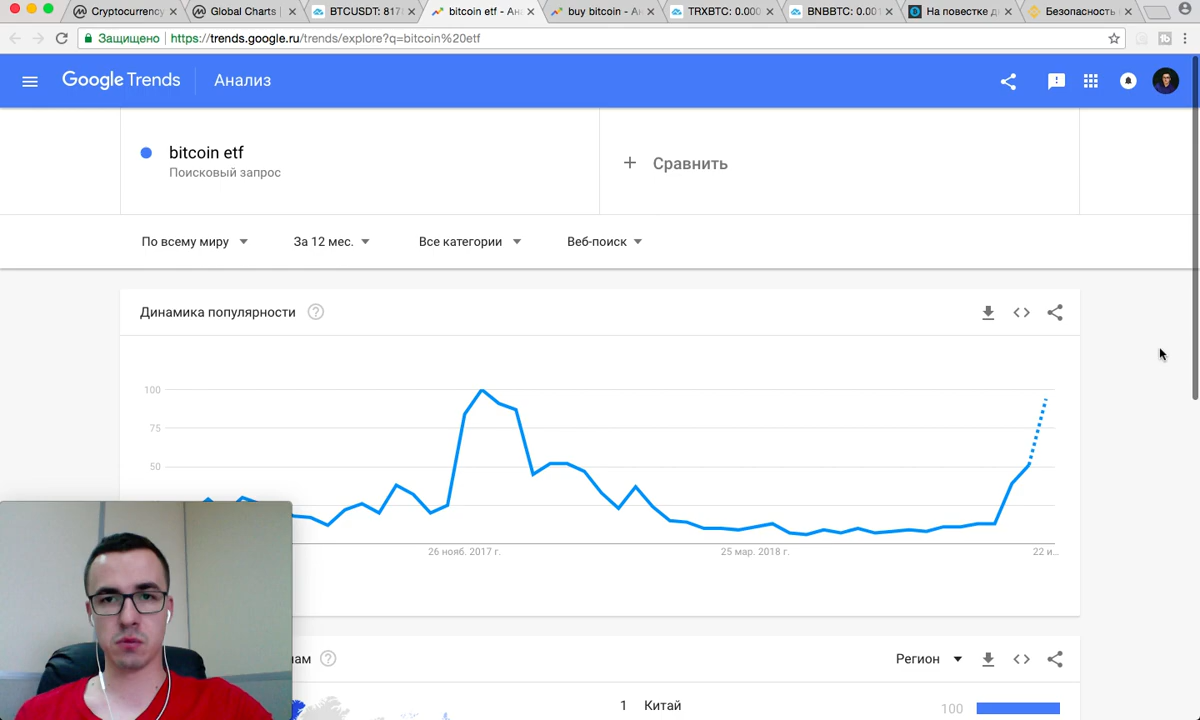 Cryptocurrency
Global Charts
BTCUSDT: 817
bitcoin etf - Ан
buy bitcoin - Ан
TRXBTC: 0.000
BNBBTC: 0.001
На повестке д
Безопасность
Защищено
https://trends.google.ru/trends/explore?q=bitcoin%20etf
Google Trends
Анализ
bitcoin etf
Поисковый запрос
+ Сравнить
По всему миру
За 12 мес.
Все категории
Веб-поиск
Динамика популярности
?
100
75
50
26 нояб. 2017 г.
25 мар. 2018 г.
22 и...
нам
?
Регион
1 Китай
100